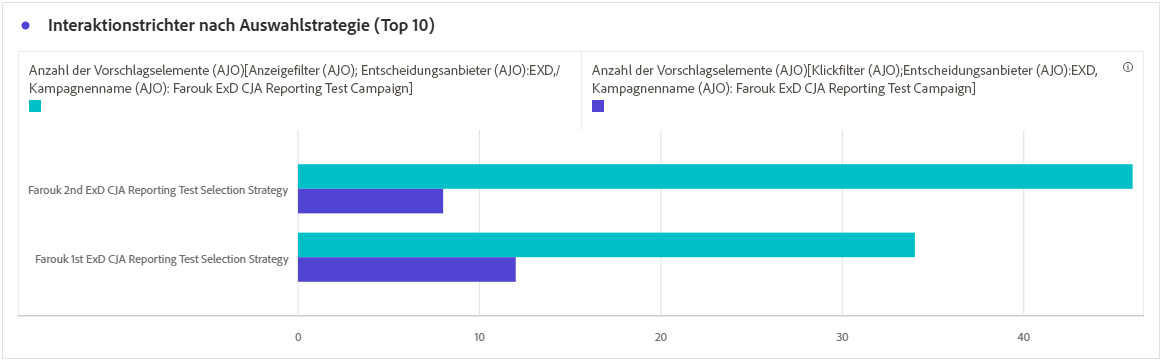 Interaktionstrichter nach Auswahlstrategie (Top 10)
Anzahl der Vorschlagselemente (AJO)[Anzeigefilter (AJO); Entscheidungsanbieter (AJO):EXD,/
Kampagnenname (AJO): Farouk ExD CJA Reporting Test Campaign]
Anzahl der Vorschlagselemente (AJO)[Klickfilter (AJO);Entscheidungsanbieter (AJO):EXD,
Kampagnenname (AJO): Farouk ExD CJA Reporting Test Campaign]
Farouk 2nd ExD CJA Reporting Test Selection Strategy
Farouk 1st ExD CJA Reporting Test Selection Strategy
0 10 20 30 40